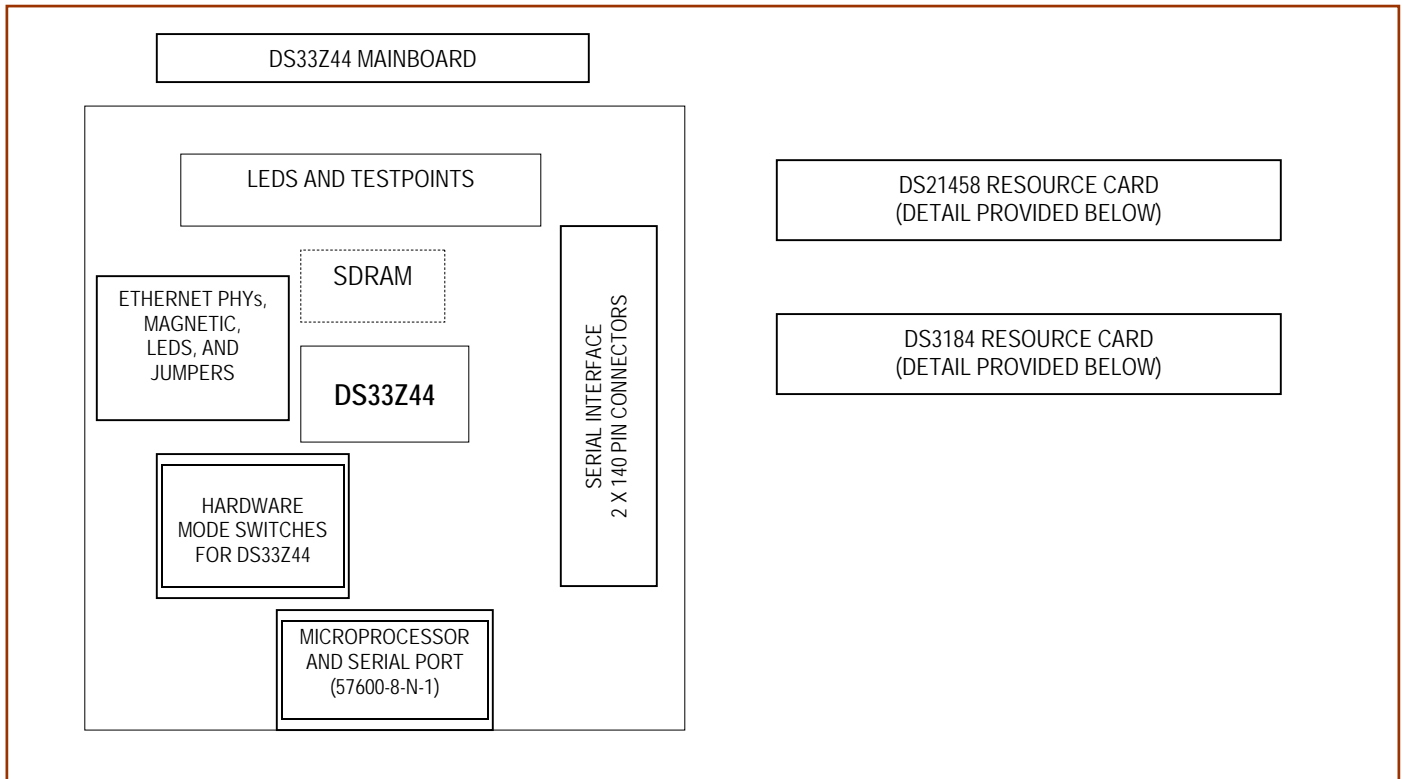 DS33Z44 MAINBOARD
LEDS AND TESTPOINTS
SDRAM
ETHERNET PHYs,
MAGNETIC,
LEDS, AND
JUMPERS
DS33Z44
SERIAL INTERFACE
2 X 140 PIN CONNECTORS
HARDWARE
MODE SWITCHES
FOR DS33Z44
MICROPROCESSOR
AND SERIAL PORT
(57600-8-N-1)
DS21458 RESOURCE CARD
(DETAIL PROVIDED BELOW)
DS3184 RESOURCE CARD
(DETAIL PROVIDED BELOW)